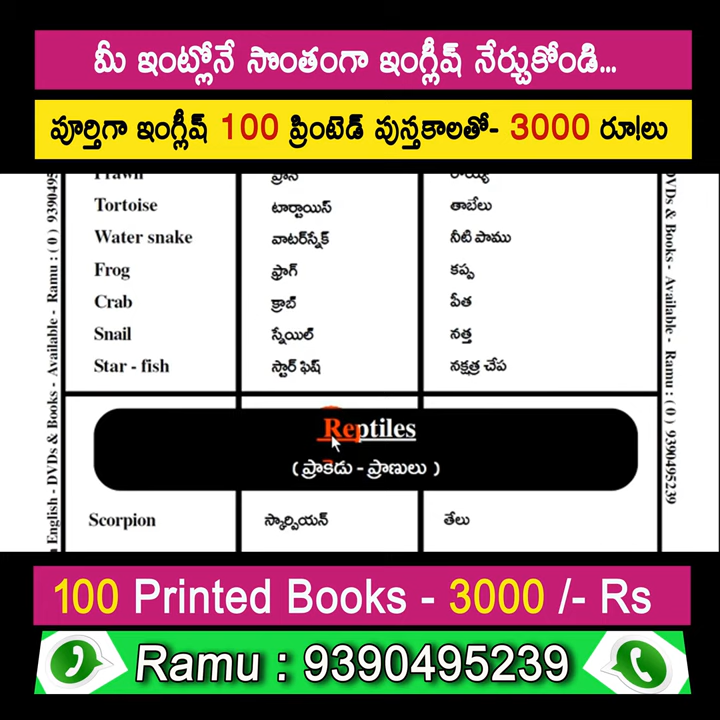 మీ ఇంట్లోనే సొంతంగా ఇంగ్లీష్ నేర్చుకోండి...
పూర్తిగా ఇంగ్లీష్ 100 ప్రింటెడ్ పుస్తకాలతో- 3000 రూ!లు
Prawn ప్రాన్ రొయ్య
Tortoise టార్టాయిస్ తాబేలు
Water snake వాటర్‌స్నేక్ నీటి పాము
Frog ఫ్రాగ్ కప్ప
Crab క్రాబ్ పీత
Snail స్నేయిల్ నత్త
Star - fish స్టార్ ఫిష్ నక్షత్ర చేప
Reptiles
( ప్రాకెడు - ప్రాణులు )
Scorpion స్కార్పియన్ తేలు
English - DVDs & Books - Available - Ramu : ( 0 ) 9390495
DVDs & Books - Available - Ramu : ( 0 ) 9390495239
100 Printed Books - 3000 /- Rs
Ramu : 9390495239